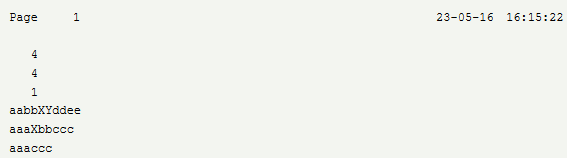 Page 1 23-05-16 16:15:22
4
4
1
aabbXYddee
aaaXbbccc
aaaccc